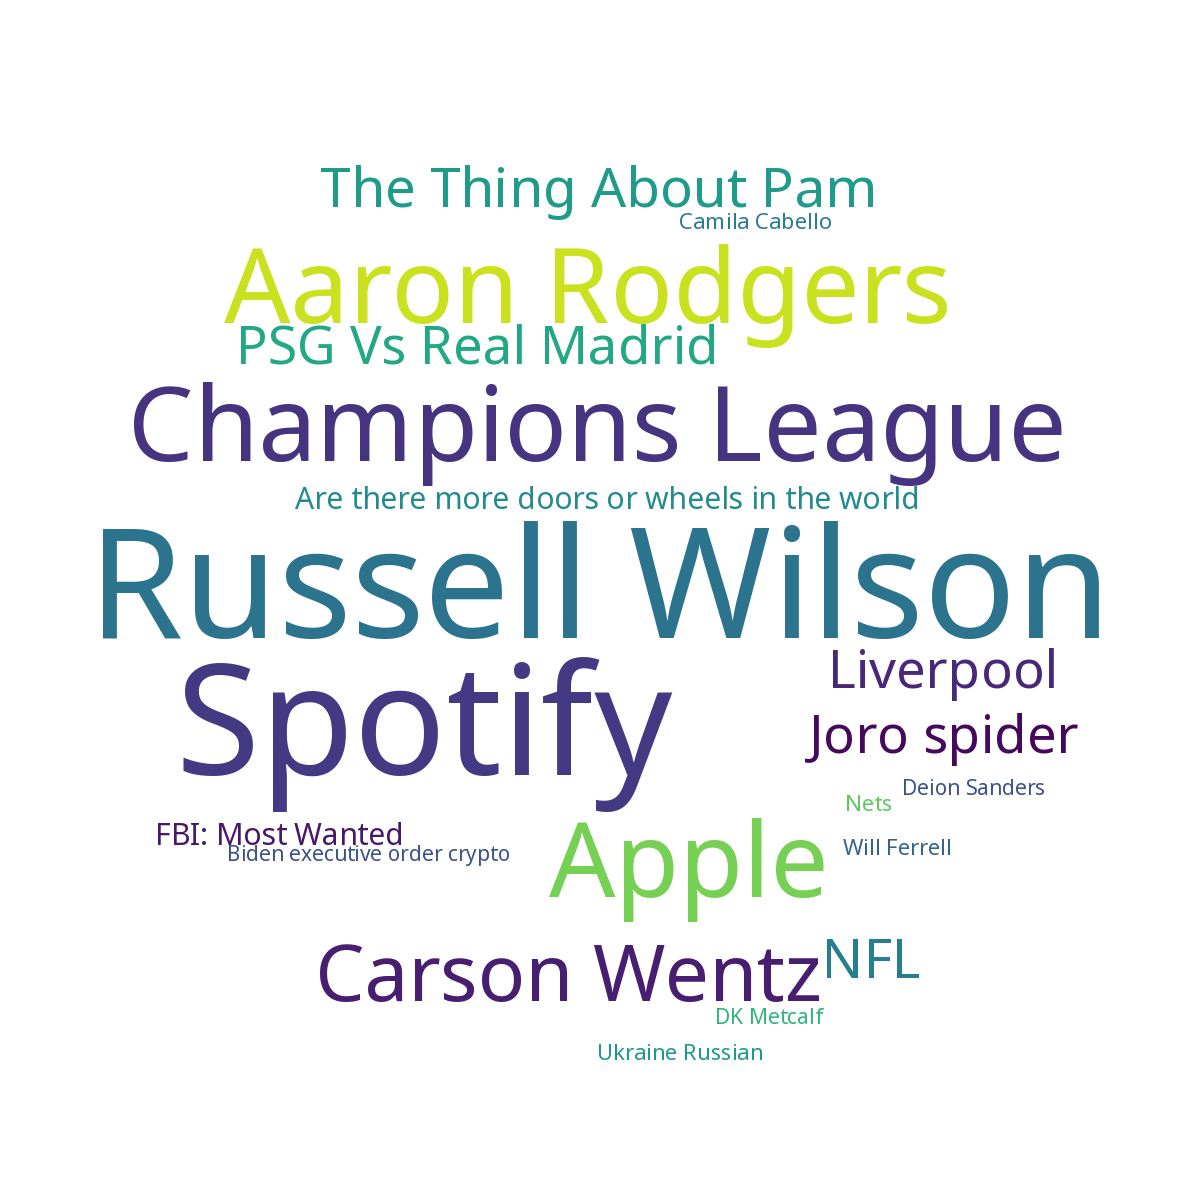 The Thing About Pam
Camila Cabello
Aaron Rodgers
PSG Vs Real Madrid
Champions League
Are there more doors or wheels in the world
Russell Wilson
Spotify
Liverpool
Joro spider
Deion Sanders
Nets
FBI: Most Wanted
Biden executive order crypto
Apple
Will Ferrell
Carson Wentz
NFL
DK Metcalf
Ukraine Russian